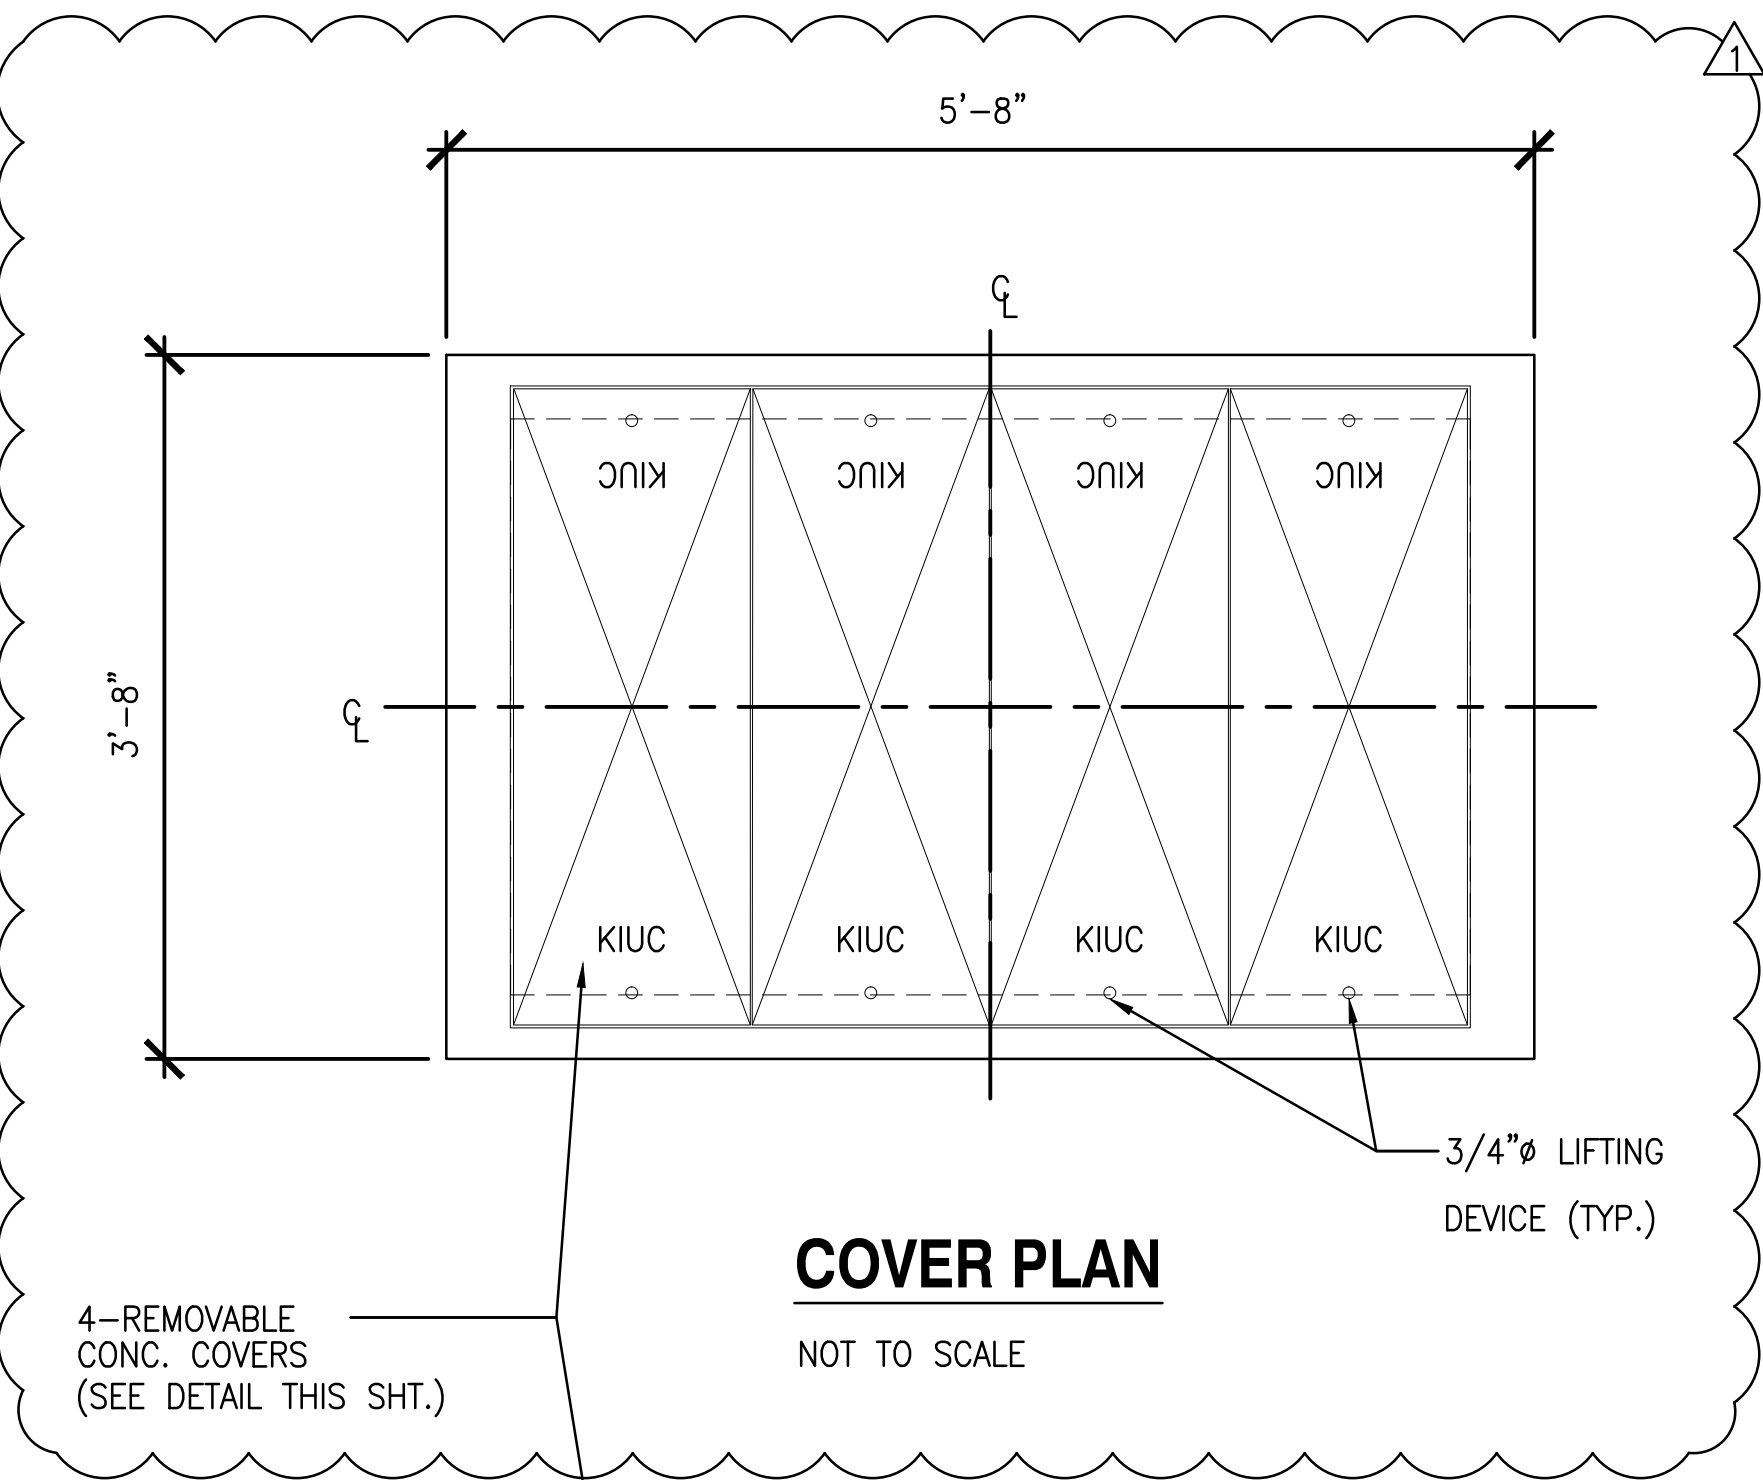 1
5'-8"
℄
KIUC KIUC KIUC KIUC
3'-8"
℄
KIUC KIUC KIUC KIUC
3/4"ø LIFTING
DEVICE (TYP.)
COVER PLAN
NOT TO SCALE
4-REMOVABLE
CONC. COVERS
(SEE DETAIL THIS SHT.)